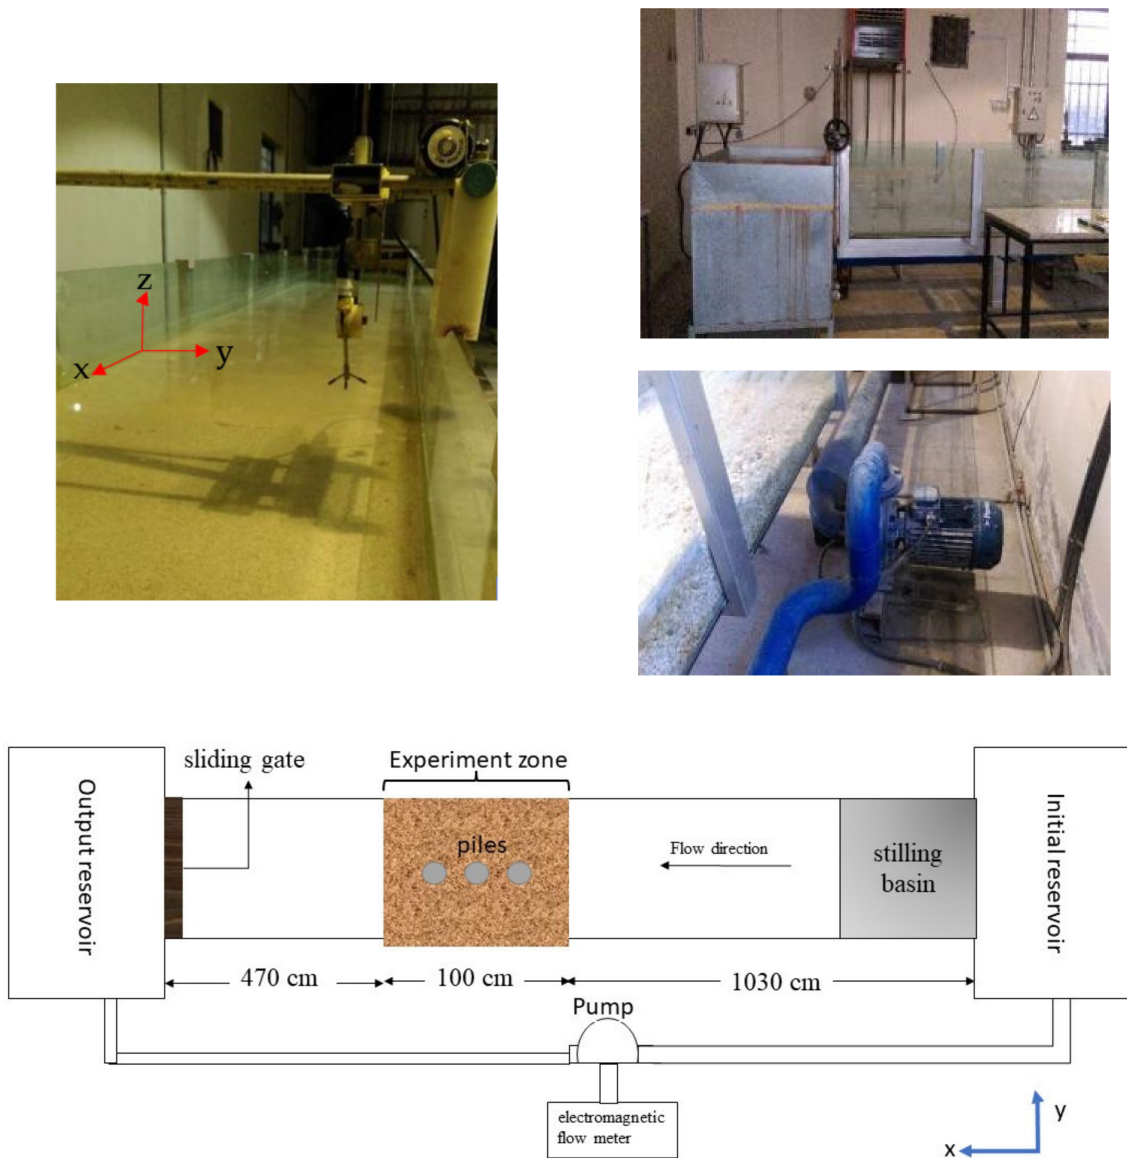 z
x
y
sliding gate
Experiment zone
Output reservoir
piles
Flow direction
stilling
basin
Initial reservoir
470 cm
100 cm
1030 cm
Pump
electromagnetic
flow meter
y
x